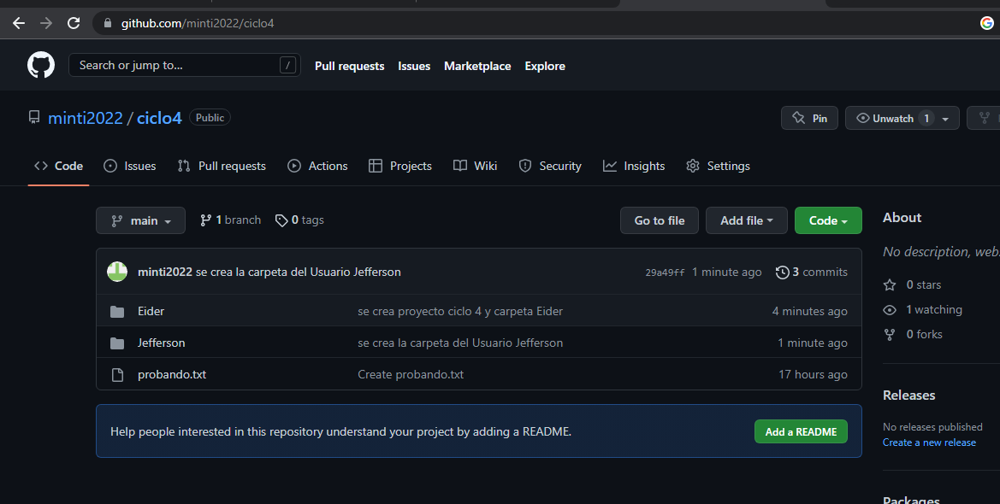 github.com/minti2022/ciclo4
Search or jump to... /
Pull requests Issues Marketplace Explore
minti2022 / ciclo4 Public
Pin Unwatch 1
Code Issues Pull requests Actions Projects Wiki Security Insights Settings
main 1 branch 0 tags Go to file Add file Code
minti2022 se crea la carpeta del Usuario Jefferson 29a49ff 1 minute ago 3 commits
Eider se crea proyecto ciclo 4 y carpeta Eider 4 minutes ago
Jefferson se crea la carpeta del Usuario Jefferson 1 minute ago
probando.txt Create probando.txt 17 hours ago
Help people interested in this repository understand your project by adding a README. Add a README
About
No description, web
0 stars
1 watching
0 forks
Releases
No releases published
Create a new release
Packages